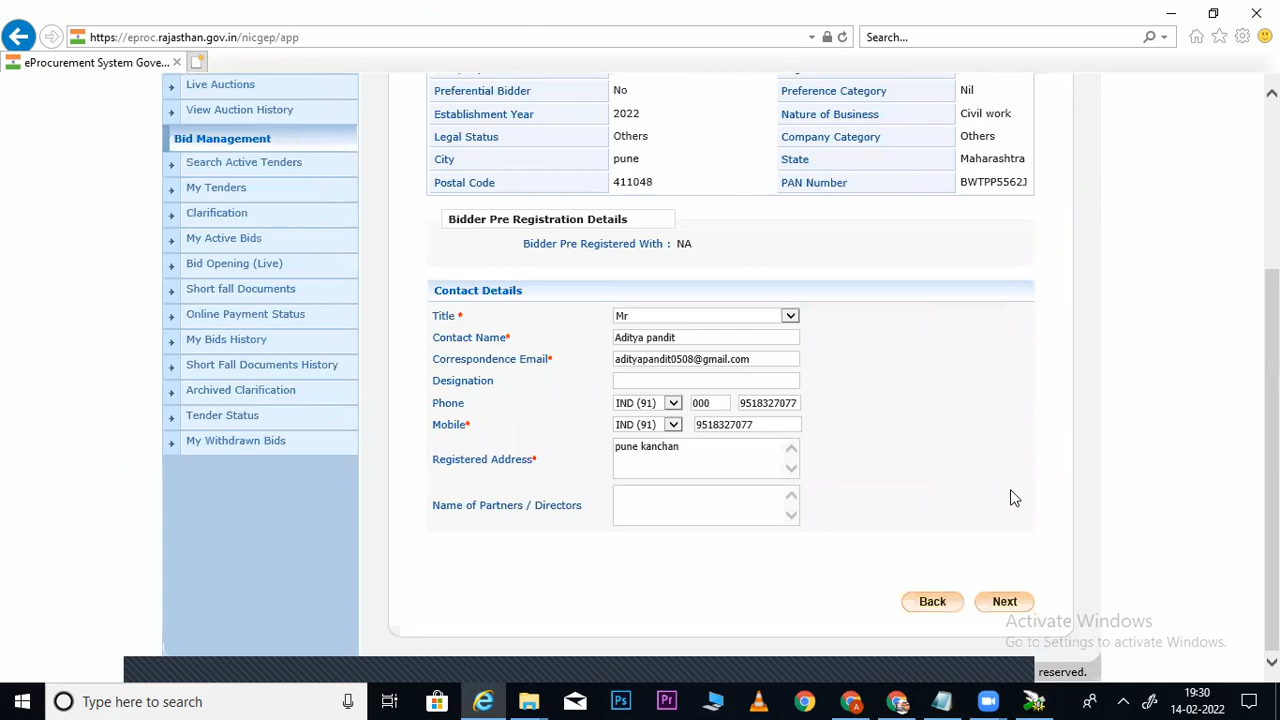 https://eproc.rajasthan.gov.in/nicgep/app
Search...
eProcurement System Gove...
Live Auctions
View Auction History
Bid Management
Search Active Tenders
My Tenders
Clarification
My Active Bids
Bid Opening (Live)
Short fall Documents
Online Payment Status
My Bids History
Short Fall Documents History
Archived Clarification
Tender Status
My Withdrawn Bids
Preferential Bidder No Preference Category Nil
Establishment Year 2022 Nature of Business Civil work
Legal Status Others Company Category Others
City pune State Maharashtra
Postal Code 411048 PAN Number BWTPP5562J
Bidder Pre Registration Details
Bidder Pre Registered With : NA
Contact Details
Title * Mr
Contact Name* Aditya pandit
Correspondence Email* adityapandit0508@gmail.com
Designation
Phone IND (91) 000 9518327077
Mobile* IND (91) 9518327077
Registered Address* pune kanchan
Name of Partners / Directors
Back Next
Activate Windows
Go to Settings to activate Windows.
reserved.
Type here to search
Ps
Pr
A
19:30
14-02-2022